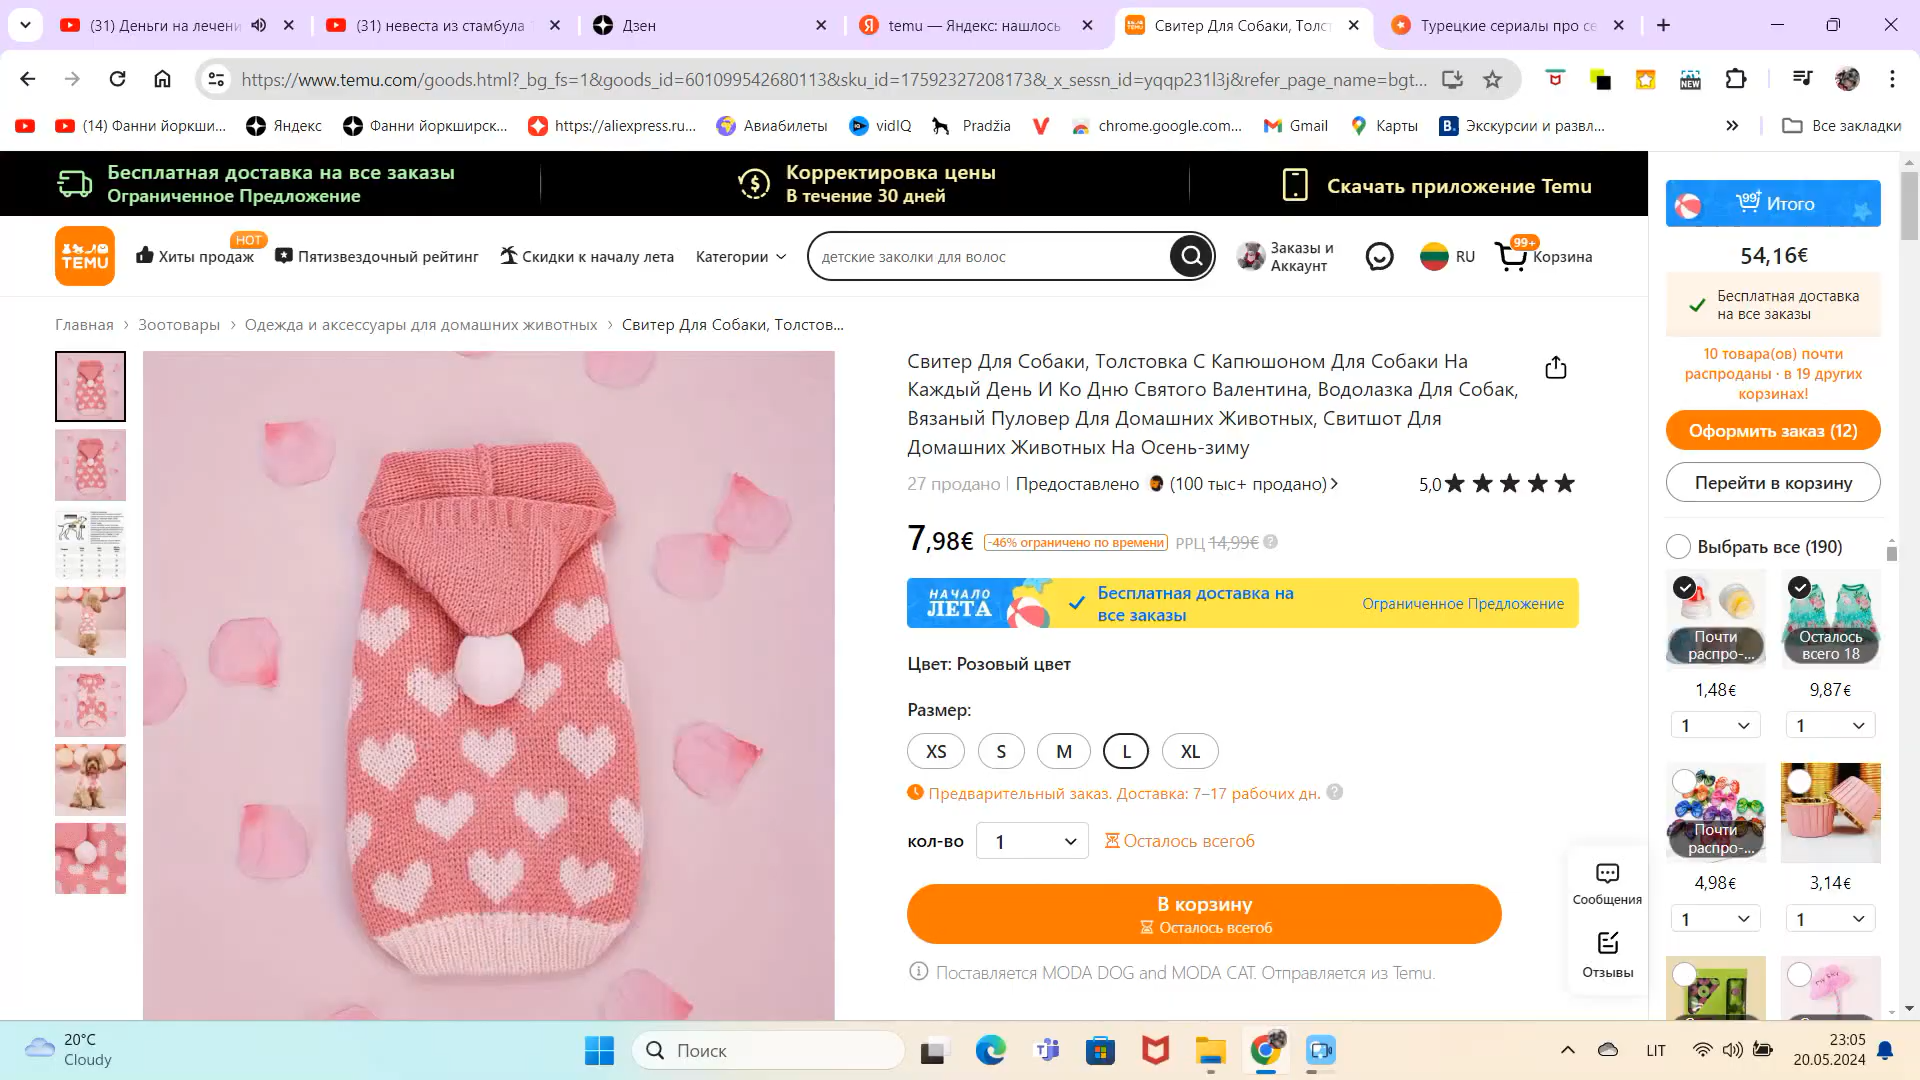 (31) Деньги на лечени
(31) невеста из стамбула
Дзен
temu — Яндекс: нашлось
Свитер Для Собаки, Толст
Турецкие сериалы про се
https://www.temu.com/goods.html?_bg_fs=1&goods_id=601099542680113&sku_id=17592327208173&_x_sessn_id=yqqp231l3j&refer_page_name=bgt...
NEW
(14) Фанни йоркши...
Яндекс
Фанни йоркширск...
https://aliexpress.ru...
Авиабилеты
vidIQ
Pradžia
chrome.google.com...
Gmail
Карты
Экскурсии и развл...
Все закладки
Бесплатная доставка на все заказы
Ограниченное Предложение
Корректировка цены
В течение 30 дней
Скачать приложение Temu
TEMU
Хиты продаж
HOT
Пятизвездочный рейтинг
Скидки к началу лета
Категории
детские заколки для волос
Заказы и
Аккаунт
RU
99+
Корзина
Главная › Зоотовары › Одежда и аксессуары для домашних животных › Свитер Для Собаки, Толстов...
Свитер Для Собаки, Толстовка С Капюшоном Для Собаки На
Каждый День И Ко Дню Святого Валентина, Водолазка Для Собак,
Вязаный Пуловер Для Домашних Животных, Свитшот Для
Домашних Животных На Осень-зиму
27 продано | Предоставлено (100 тыс+ продано)
5,0
7,98€ -46% ограничено по времени РРЦ 14,99€
НАЧАЛО
ЛЕТА
Бесплатная доставка на
все заказы
Ограниченное Предложение
Цвет: Розовый цвет
Размер:
XS S M L XL
Предварительный заказ. Доставка: 7–17 рабочих дн.
кол-во 1 Осталось всего6
В корзину
Осталось всего6
Поставляется MODA DOG and MODA CAT. Отправляется из Temu.
Сообщения
Отзывы
99+ Итого
54,16€
Бесплатная доставка
на все заказы
10 товара(ов) почти
распроданы · в 19 других
корзинах!
Оформить заказ (12)
Перейти в корзину
Выбрать все (190)
Почти
распро-...
Осталось
всего 18
1,48€
9,87€
1
1
Почти
распро-...
4,98€
3,14€
1
1
20°C
Cloudy
Поиск
LIT
23:05
20.05.2024